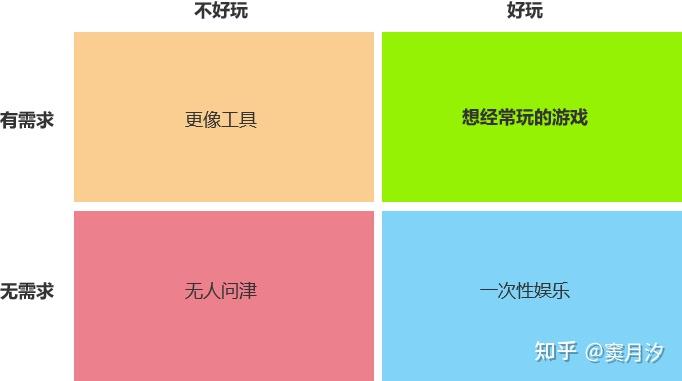 不好玩
好玩
有需求
更像工具
想经常玩的游戏
无需求
无人问津
一次性娱乐
知乎 @窦月汐